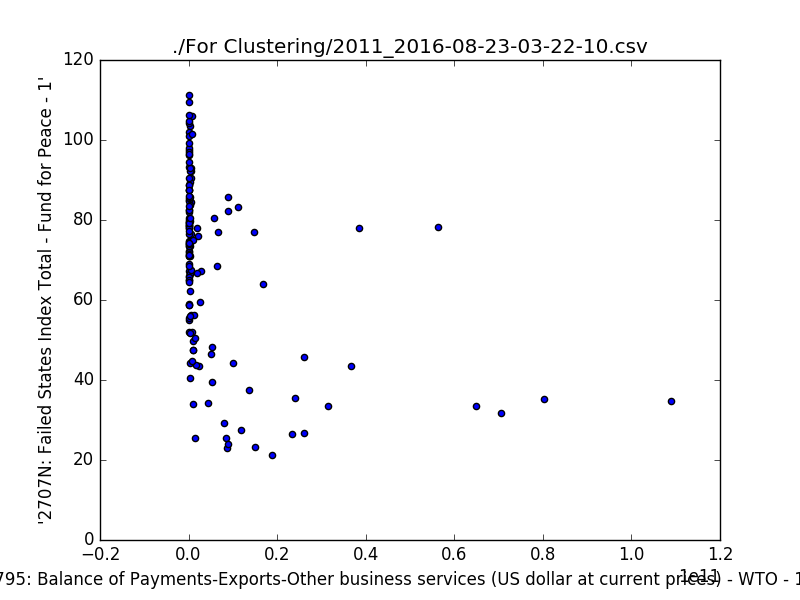 ./For Clustering/2011_2016-08-23-03-22-10.csv
'2707N: Failed States Index Total - Fund for Peace - 1'
120
100
80
60
40
20
0
−0.2 0.0 0.2 0.4 0.6 0.8 1.0 1.2
1e11
795: Balance of Payments-Exports-Other business services (US dollar at current prices) - WTO - 1